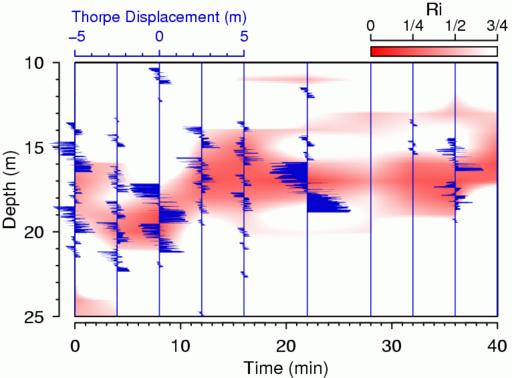 Thorpe Displacement (m)
−5 0 5
Ri
0 1/4 1/2 3/4
10
15
20
25
Depth (m)
0 10 20 30 40
Time (min)